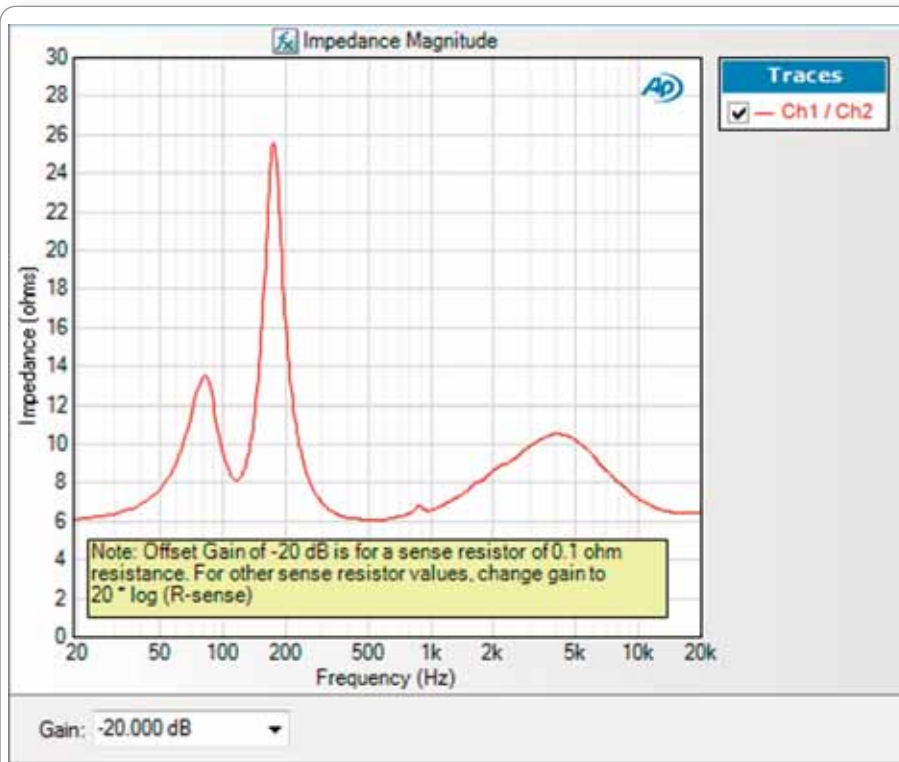 Impedance Magnitude
AP
Traces
Ch1 / Ch2
30
28
26
24
22
20
18
16
14
12
10
8
6
4
2
0
Impedance (ohms)
Note: Offset Gain of -20 dB is for a sense resistor of 0.1 ohm
resistance. For other sense resistor values, change gain to
20 * log (R-sense)
20 50 100 200 500 1k 2k 5k 10k 20k
Frequency (Hz)
Gain: -20.000 dB